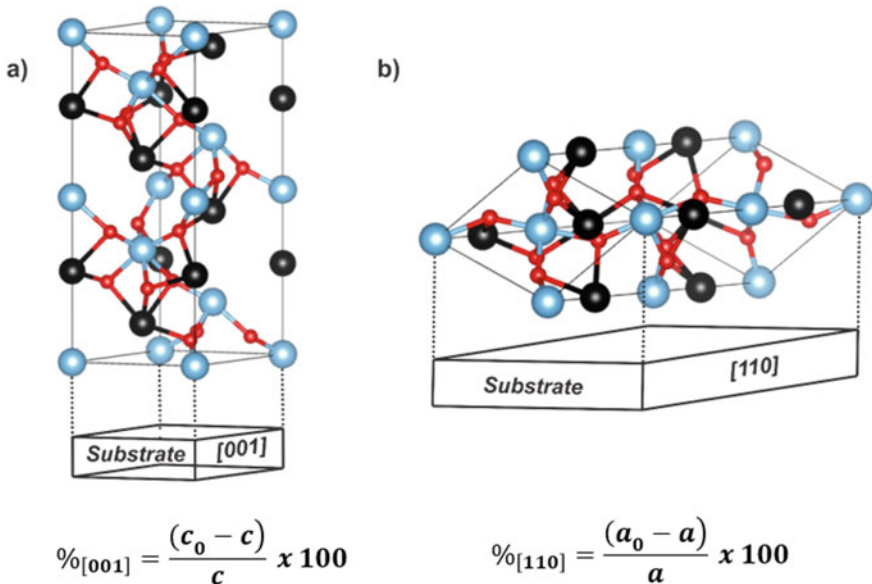 a)
b)
Substrate [001]
Substrate [110]
%[001] = (c₀ − c) / c x 100
%[110] = (a₀ − a) / a x 100